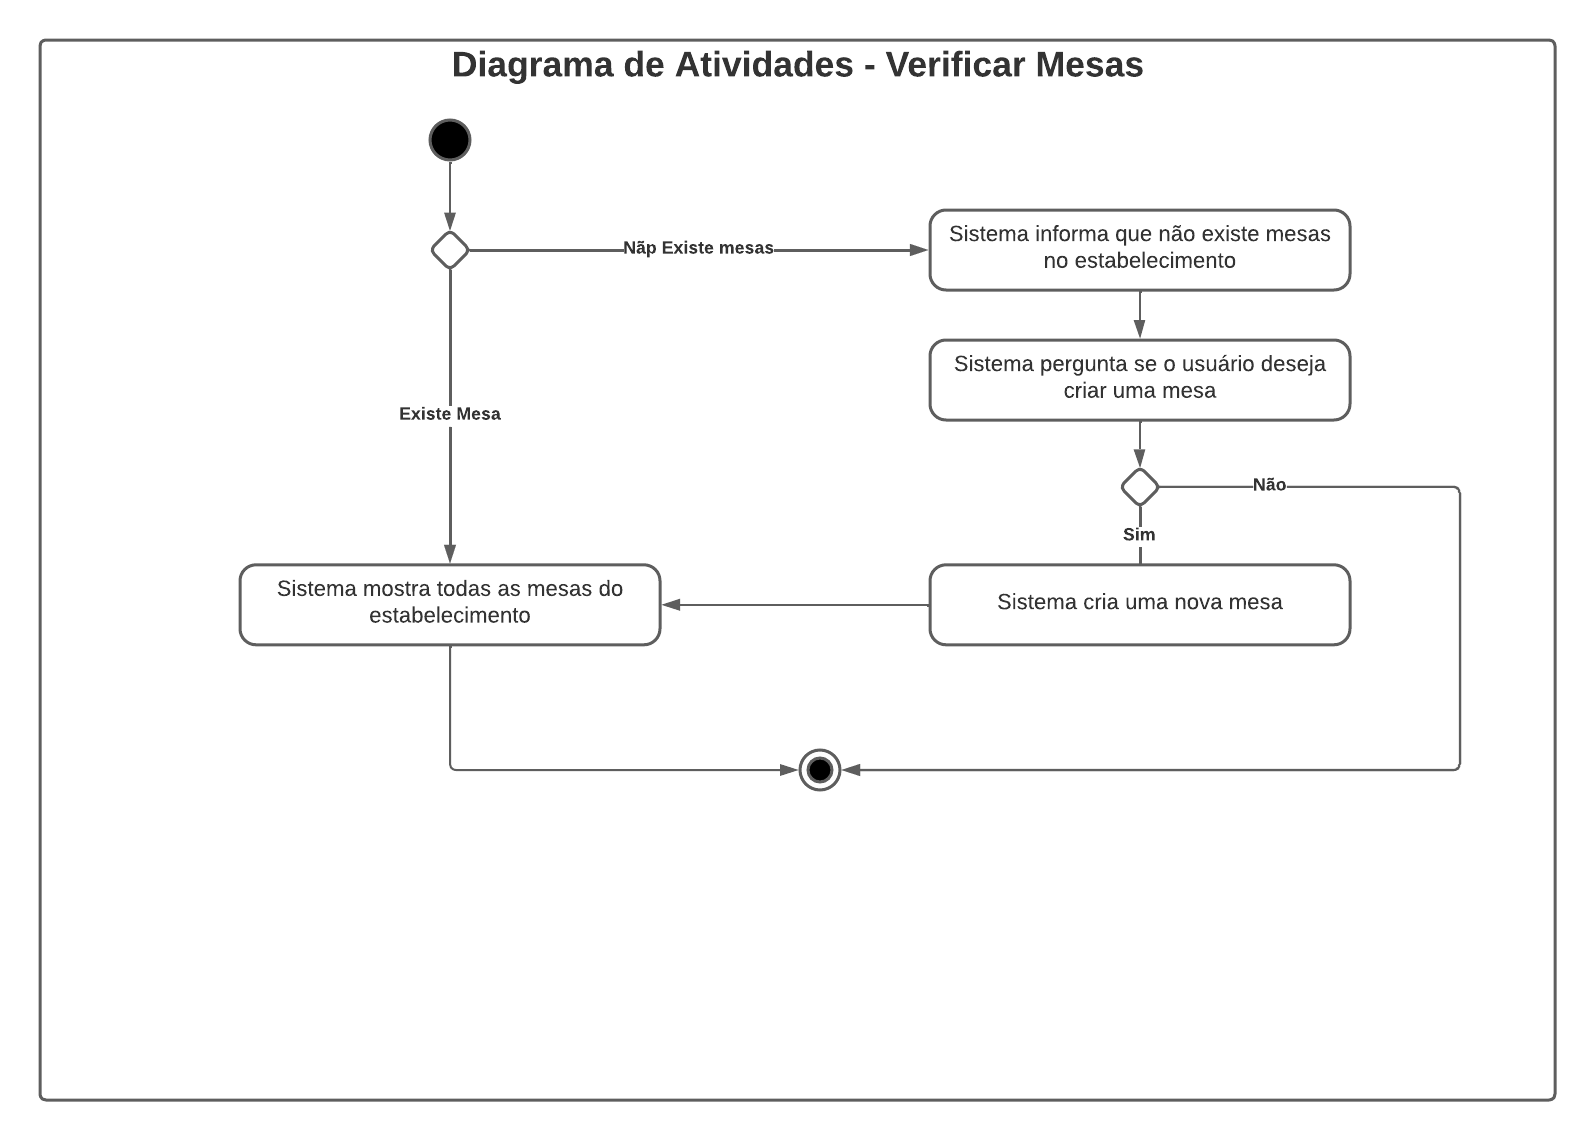 Diagrama de Atividades - Verificar Mesas
Nãp Existe mesas
Sistema informa que não existe mesas
no estabelecimento
Sistema pergunta se o usuário deseja
criar uma mesa
Existe Mesa
Não
Sim
Sistema mostra todas as mesas do
estabelecimento
Sistema cria uma nova mesa